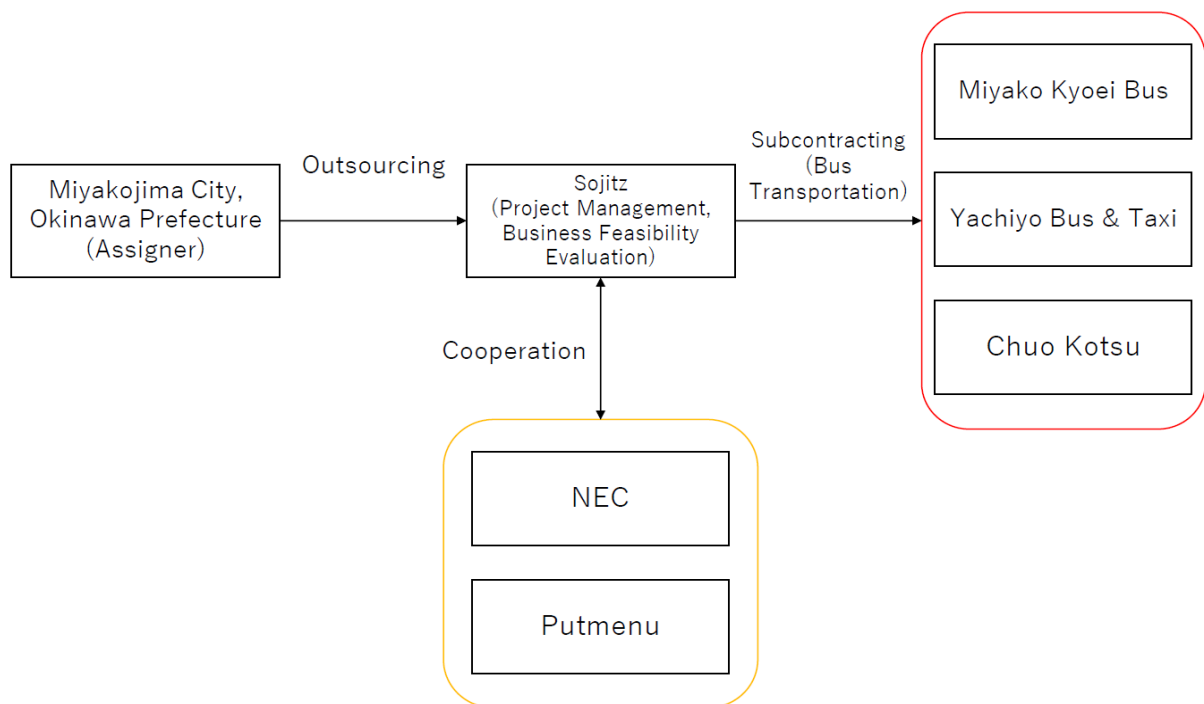 Miyakojima City,
Okinawa Prefecture
(Assigner)
Outsourcing
Sojitz
(Project Management,
Business Feasibility
Evaluation)
Subcontracting
(Bus
Transportation)
Miyako Kyoei Bus
Yachiyo Bus & Taxi
Chuo Kotsu
Cooperation
NEC
Putmenu